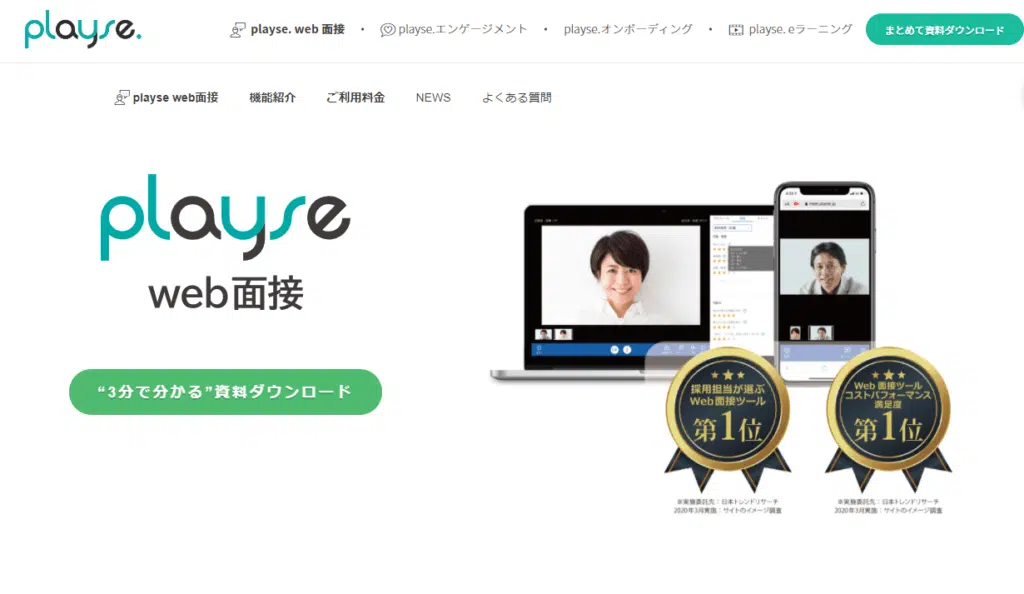 playse.
playse. web 面接 ・ playse.エンゲージメント ・ playse.オンボーディング ・ playse. eラーニング
まとめて資料ダウンロード
playse web面接 機能紹介 ご利用料金 NEWS よくある質問
playse
web面接
“3分で分かる”資料ダウンロード
採用担当が選ぶ
Web面接ツール
第1位
Web 面接ツール
コストパフォーマンス
満足度
第1位
※実施委託先：日本トレンドリサーチ
2020年3月実施：サイトのイメージ調査
※実施委託先：日本トレンドリサーチ
2020年3月実施：サイトのイメージ調査